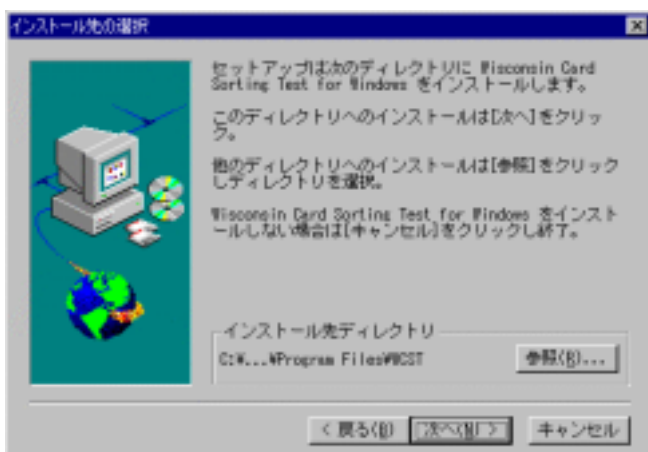 インストール先の選択
セットアップは次のディレクトリに Wisconsin Card
Sorting Test for Windows をインストールします。
このディレクトリへのインストールは[次へ]をクリッ
ク。
他のディレクトリへのインストールは[参照]をクリック
しディレクトリを選択。
Wisconsin Card Sorting Test for Windows をインスト
ールしない場合は[キャンセル]をクリックし終了。
インストール先ディレクトリ
C:¥...¥Program Files¥WCST
参照(R)...
< 戻る(B)
次へ(N) >
キャンセル